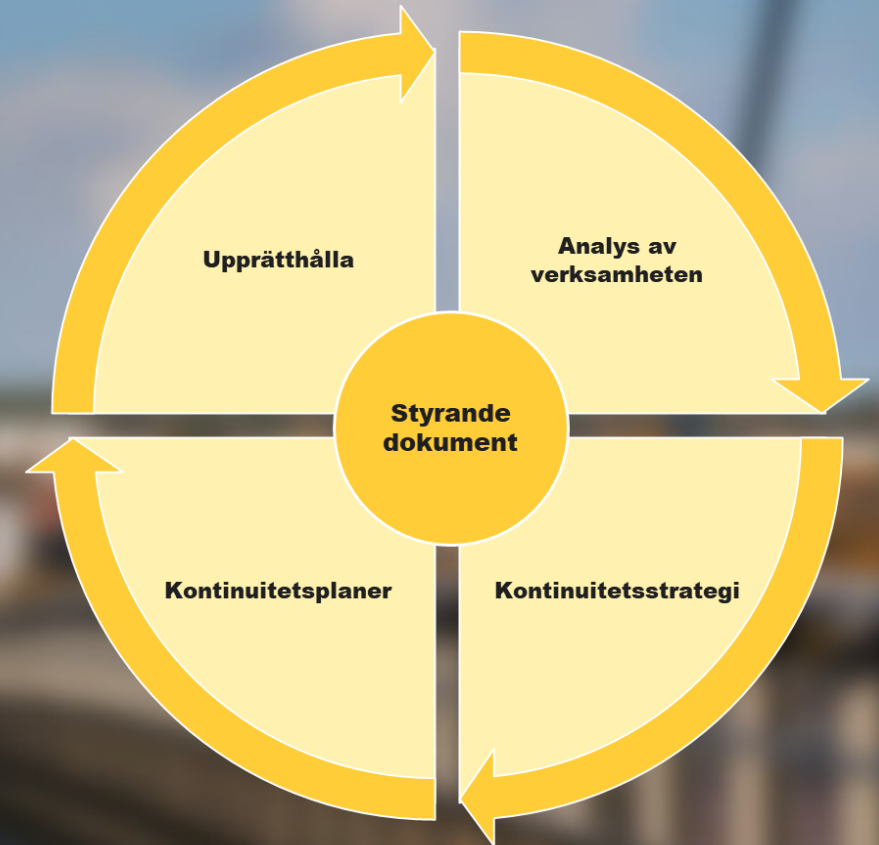 Upprätthålla
Analys av
verksamheten
Styrande
dokument
Kontinuitetsplaner
Kontinuitetsstrategi